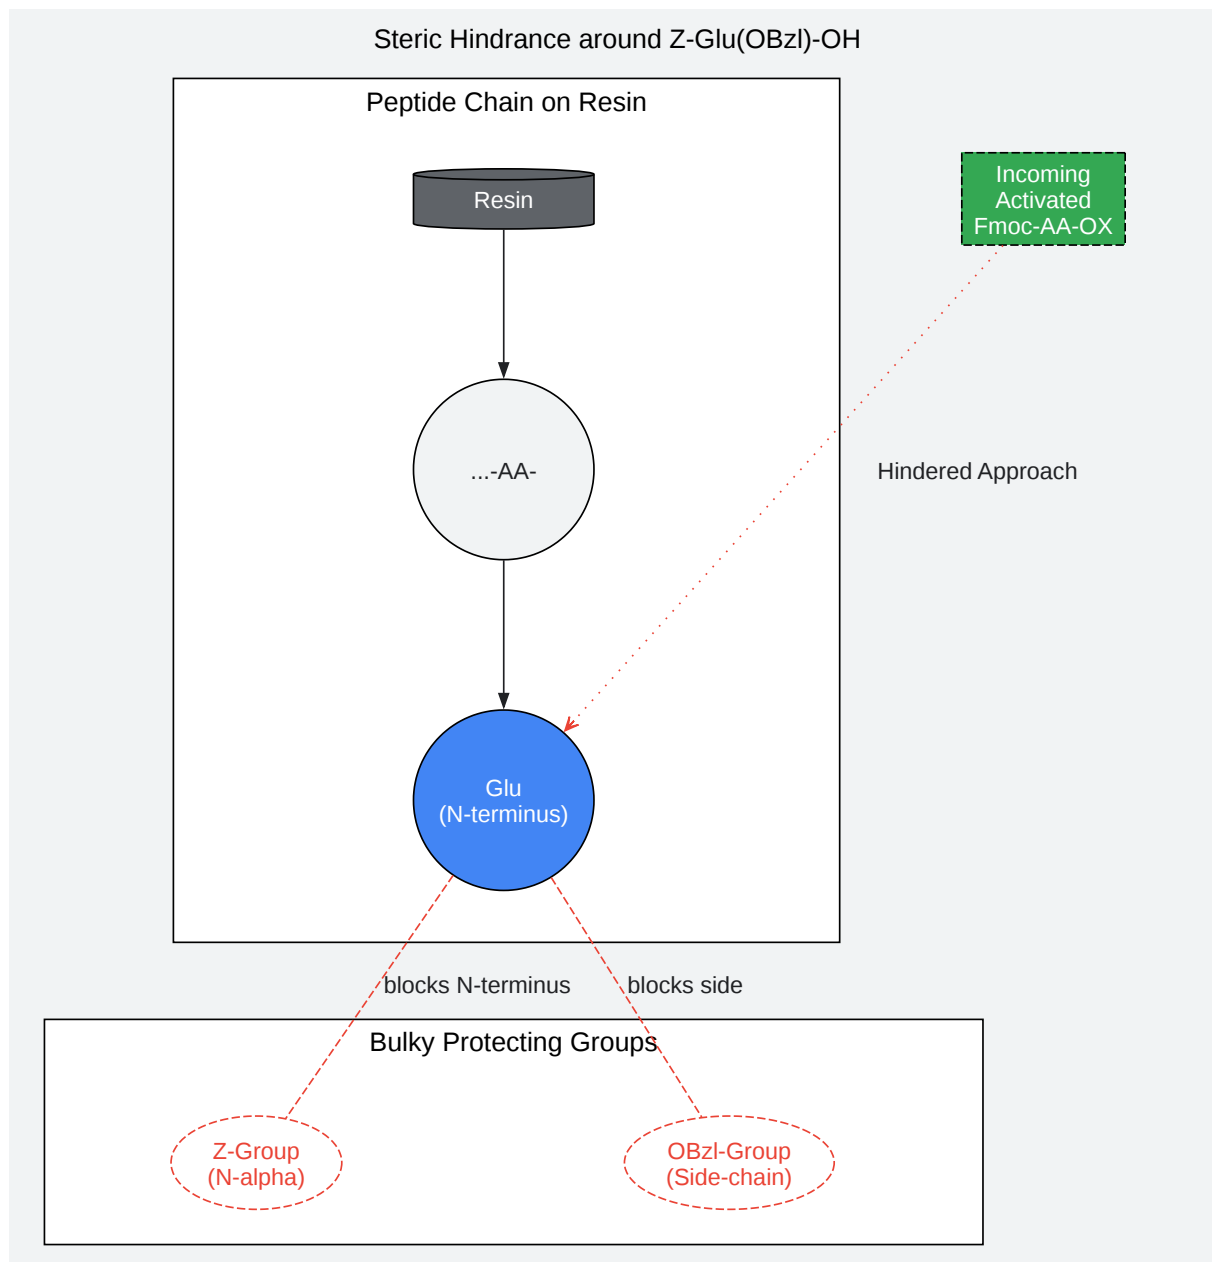 Steric Hindrance around Z-Glu(OBzl)-OH
Peptide Chain on Resin
Resin
Incoming
Activated
Fmoc-AA-OX
...-AA-
Hindered Approach
Glu
(N-terminus)
blocks N-terminus
blocks side
Bulky Protecting Groups
Z-Group
(N-alpha)
OBzl-Group
(Side-chain)